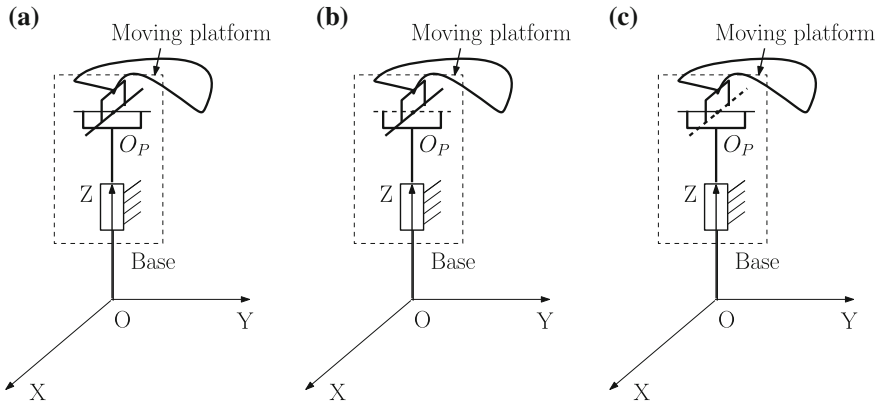 (a)
Moving platform
O_P
Z
Base
O
Y
X
(b)
Moving platform
O_P
Z
Base
O
Y
X
(c)
Moving platform
O_P
Z
Base
O
Y
X